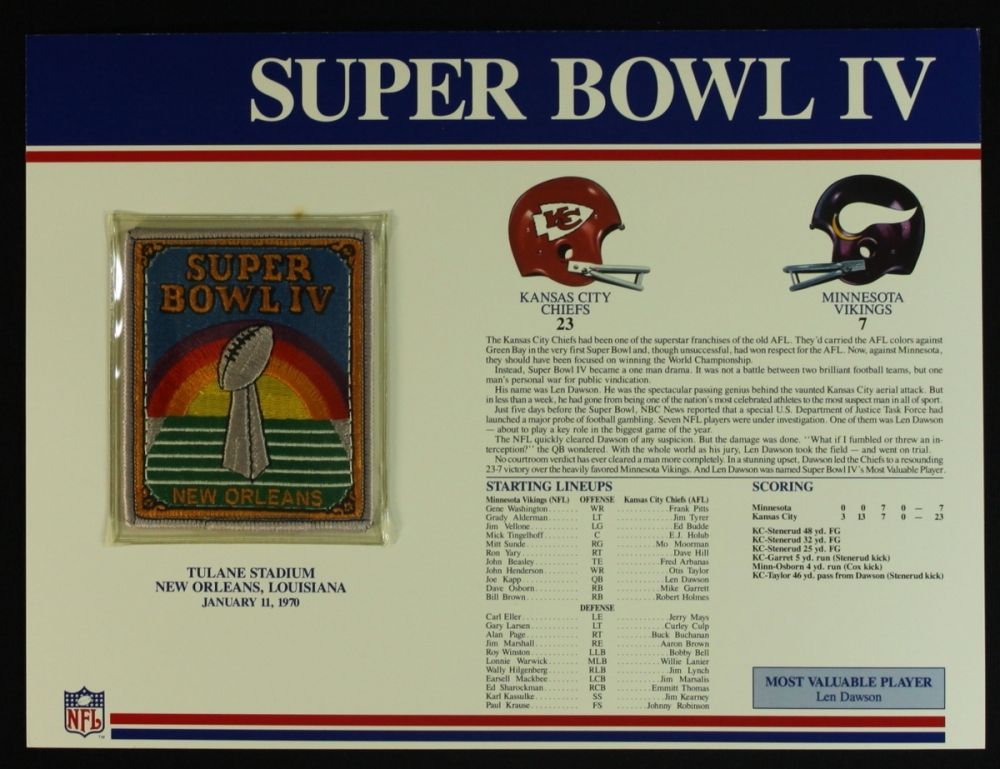 SUPER BOWL IV
SUPER
BOWL IV
NEW ORLEANS
TULANE STADIUM
NEW ORLEANS, LOUISIANA
JANUARY 11, 1970
KC
KANSAS CITY
CHIEFS
23
MINNESOTA
VIKINGS
7
The Kansas City Chiefs had been one of the superstar franchises of the old AFL. They'd carried the AFL colors against
Green Bay in the very first Super Bowl and, though unsuccessful, had won respect for the AFL. Now, against Minnesota,
they should have been focused on winning the World Championship.
Instead, Super Bowl IV became a one man drama. It was not a battle between two brilliant football teams, but one
man's personal war for public vindication.
His name was Len Dawson. He was the spectacular passing genius behind the vaunted Kansas City aerial attack. But
in less than a week, he had gone from being one of the nation's most celebrated athletes to the most suspect man in all of sport.
Just five days before the Super Bowl, NBC News reported that a special U.S. Department of Justice Task Force had
launched a major probe of football gambling. Seven NFL players were under investigation. One of them was Len Dawson
— about to play a key role in the biggest game of the year.
The NFL quickly cleared Dawson of any suspicion. But the damage was done. "What if I fumbled or threw an in-
terception?" the QB wondered. With the whole world as his jury, Len Dawson took the field — and went on trial.
No courtroom verdict has ever cleared a man more completely. In a stunning upset, Dawson led the Chiefs to a resounding
23-7 victory over the heavily favored Minnesota Vikings. And Len Dawson was named Super Bowl IV's Most Valuable Player.
STARTING LINEUPS
Minnesota Vikings (NFL) OFFENSE Kansas City Chiefs (AFL)
Gene Washington WR Frank Pitts
Grady Alderman LT Jim Tyrer
Jim Vellone LG Ed Budde
Mick Tingelhoff C E.J. Holub
Milt Sunde RG Mo Moorman
Ron Yary RT Dave Hill
John Beasley TE Fred Arbanas
John Henderson WR Otis Taylor
Joe Kapp QB Len Dawson
Dave Osborn RB Mike Garrett
Bill Brown RB Robert Holmes
DEFENSE
Carl Eller LE Jerry Mays
Gary Larsen LT Curley Culp
Alan Page RT Buck Buchanan
Jim Marshall RE Aaron Brown
Roy Winston LLB Bobby Bell
Lonnie Warwick MLB Willie Lanier
Wally Hilgenberg RLB Jim Lynch
Earsell Mackbee LCB Jim Marsalis
Ed Sharockman RCB Emmitt Thomas
Karl Kassulke SS Jim Kearney
Paul Krause FS Johnny Robinson
SCORING
Minnesota 0 0 7 0 — 7
Kansas City 3 13 7 0 — 23
KC-Stenerud 48 yd. FG
KC-Stenerud 32 yd. FG
KC-Stenerud 25 yd. FG
KC-Garret 5 yd. run (Stenerud kick)
Minn-Osborn 4 yd. run (Cox kick)
KC-Taylor 46 yd. pass from Dawson (Stenerud kick)
MOST VALUABLE PLAYER
Len Dawson
NFL
TM